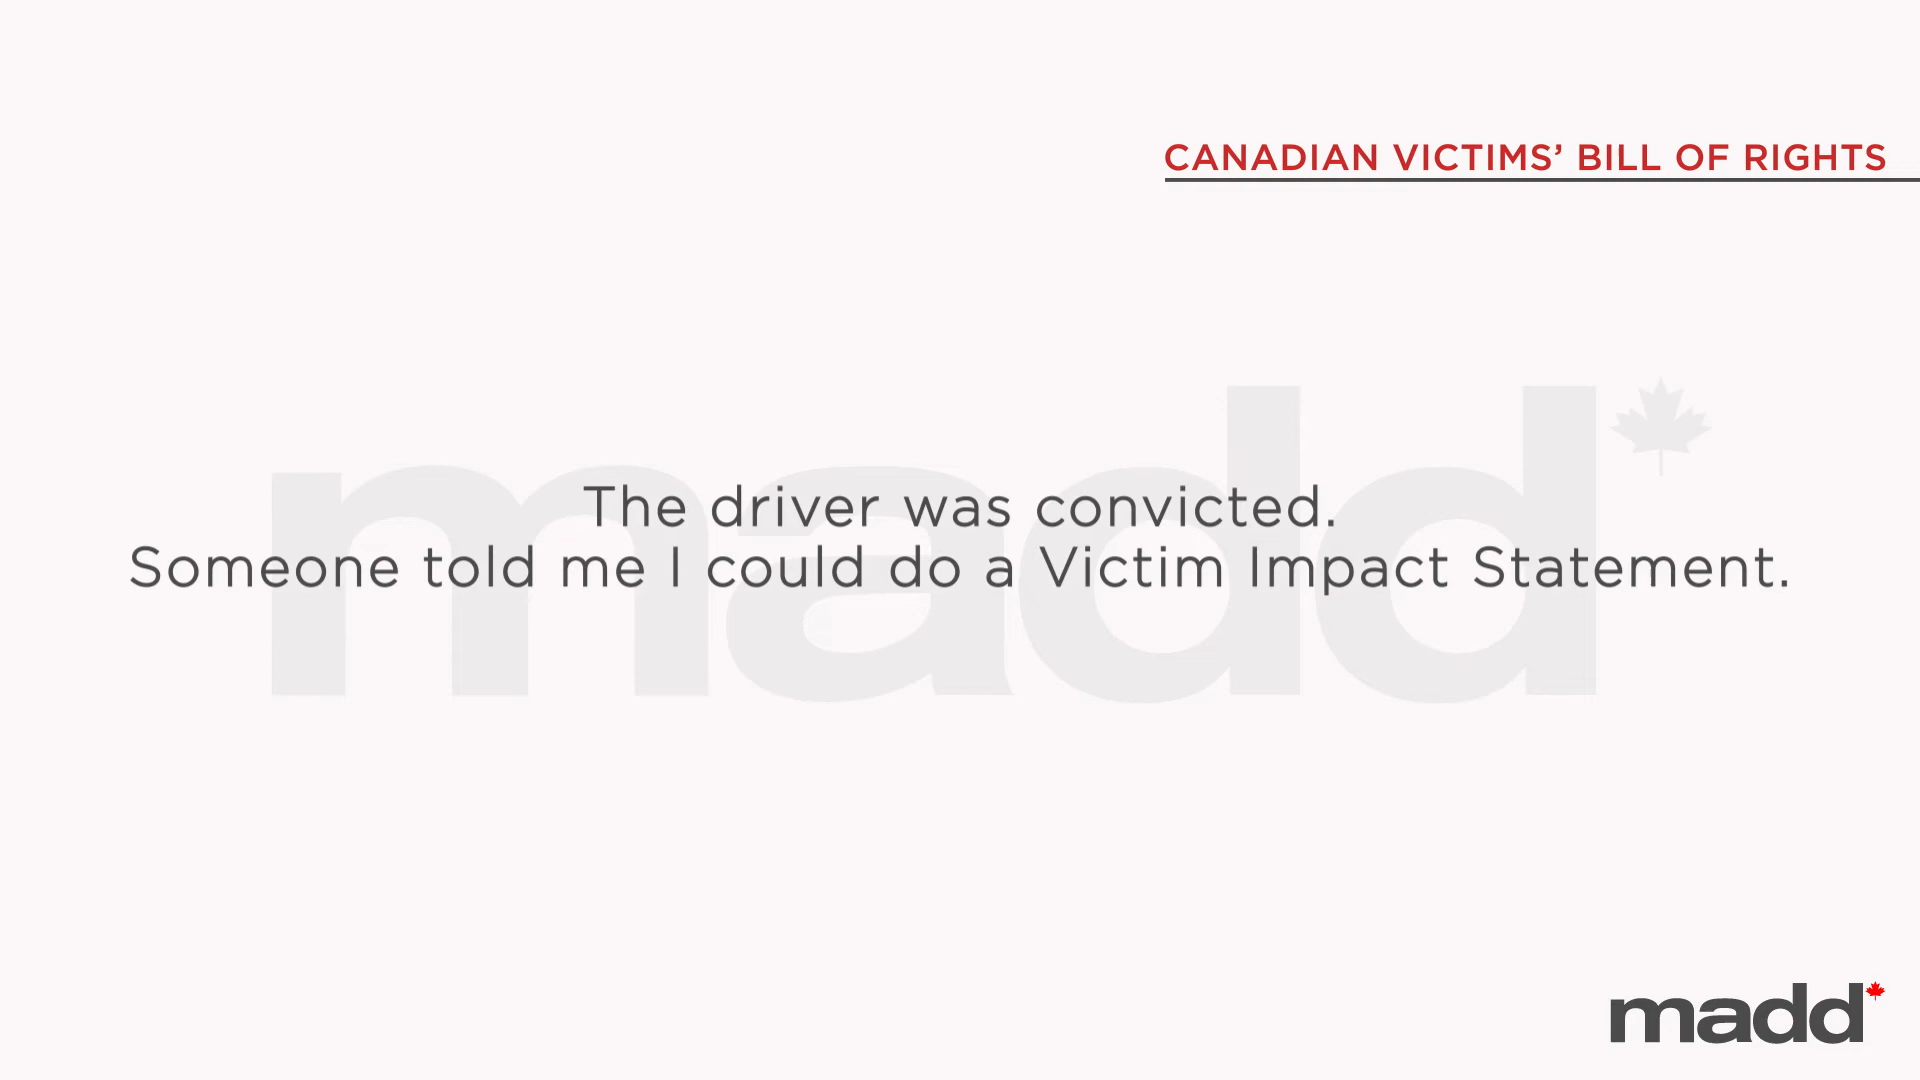 CANADIAN VICTIMS’ BILL OF RIGHTS
The driver was convicted.
Someone told me I could do a Victim Impact Statement.
madd
madd